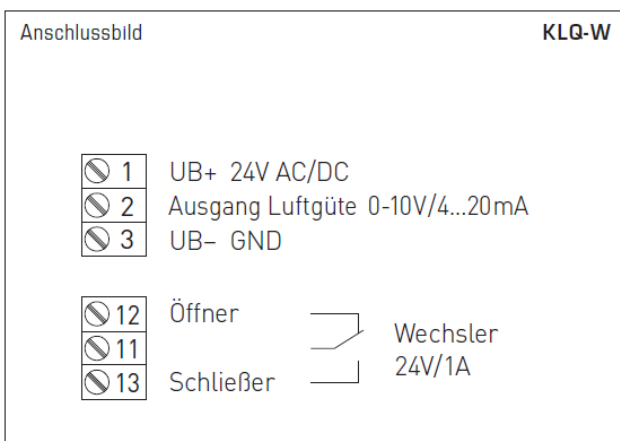 Anschlussbild KLQ-W
1 UB+ 24V AC/DC
2 Ausgang Luftgüte 0-10V/4...20mA
3 UB– GND
12 Öffner
11
13 Schließer
Wechsler
24V/1A